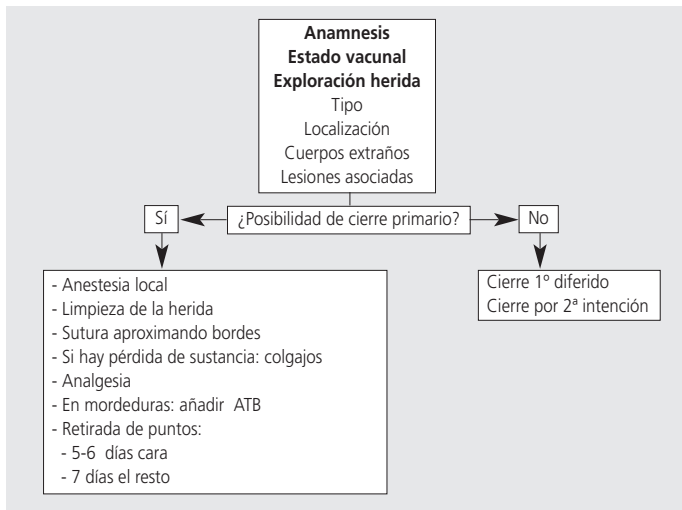 Anamnesis
Estado vacunal
Exploración herida
Tipo
Localización
Cuerpos extraños
Lesiones asociadas
Sí
¿Posibilidad de cierre primario?
No
- Anestesia local
- Limpieza de la herida
- Sutura aproximando bordes
- Si hay pérdida de sustancia: colgajos
- Analgesia
- En mordeduras: añadir ATB
- Retirada de puntos:
- 5-6 días cara
- 7 días el resto
Cierre 1º diferido
Cierre por 2ª intención